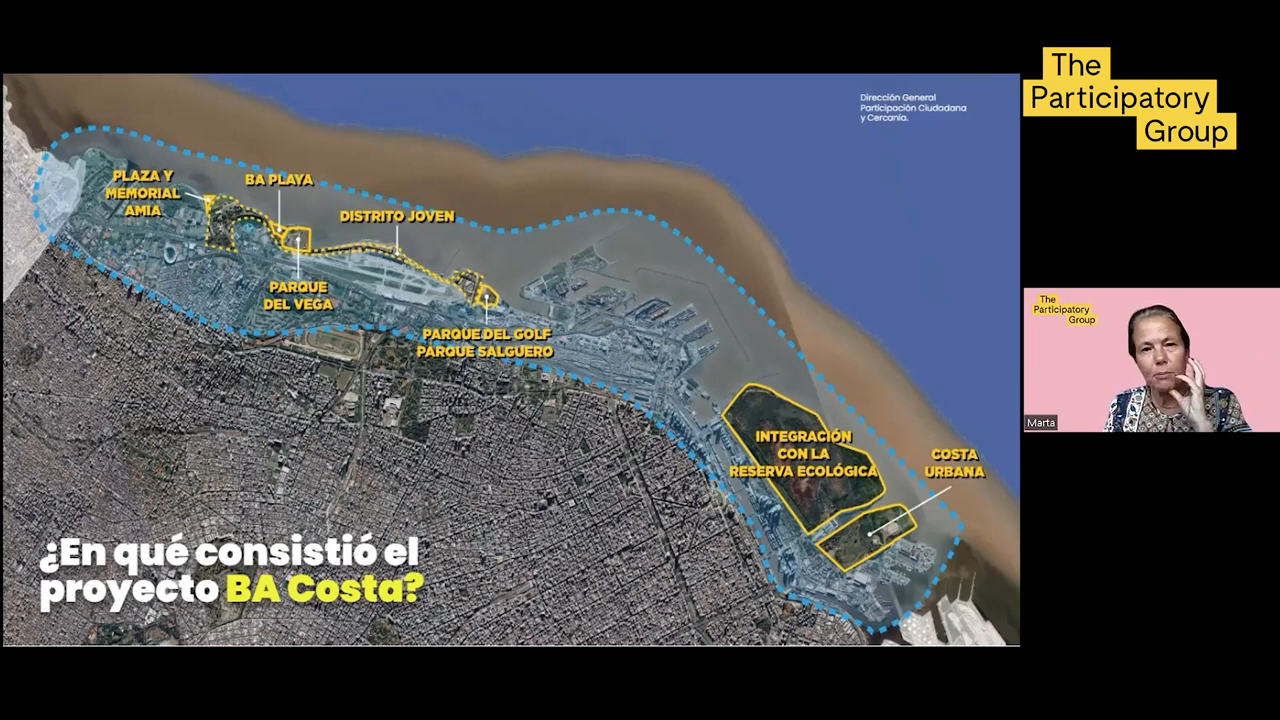 The
Participatory
Group
Dirección General
Participación Ciudadana
y Cercanía.
PLAZA Y
MEMORIAL
AMIA
BA PLAYA
DISTRITO JOVEN
PARQUE
DEL VEGA
PARQUE DEL GOLF
PARQUE SALGUERO
INTEGRACIÓN
CON LA
RESERVA ECOLÓGICA
COSTA
URBANA
¿En qué consistió el
proyecto BA Costa?
The
Participatory
Group
Marta